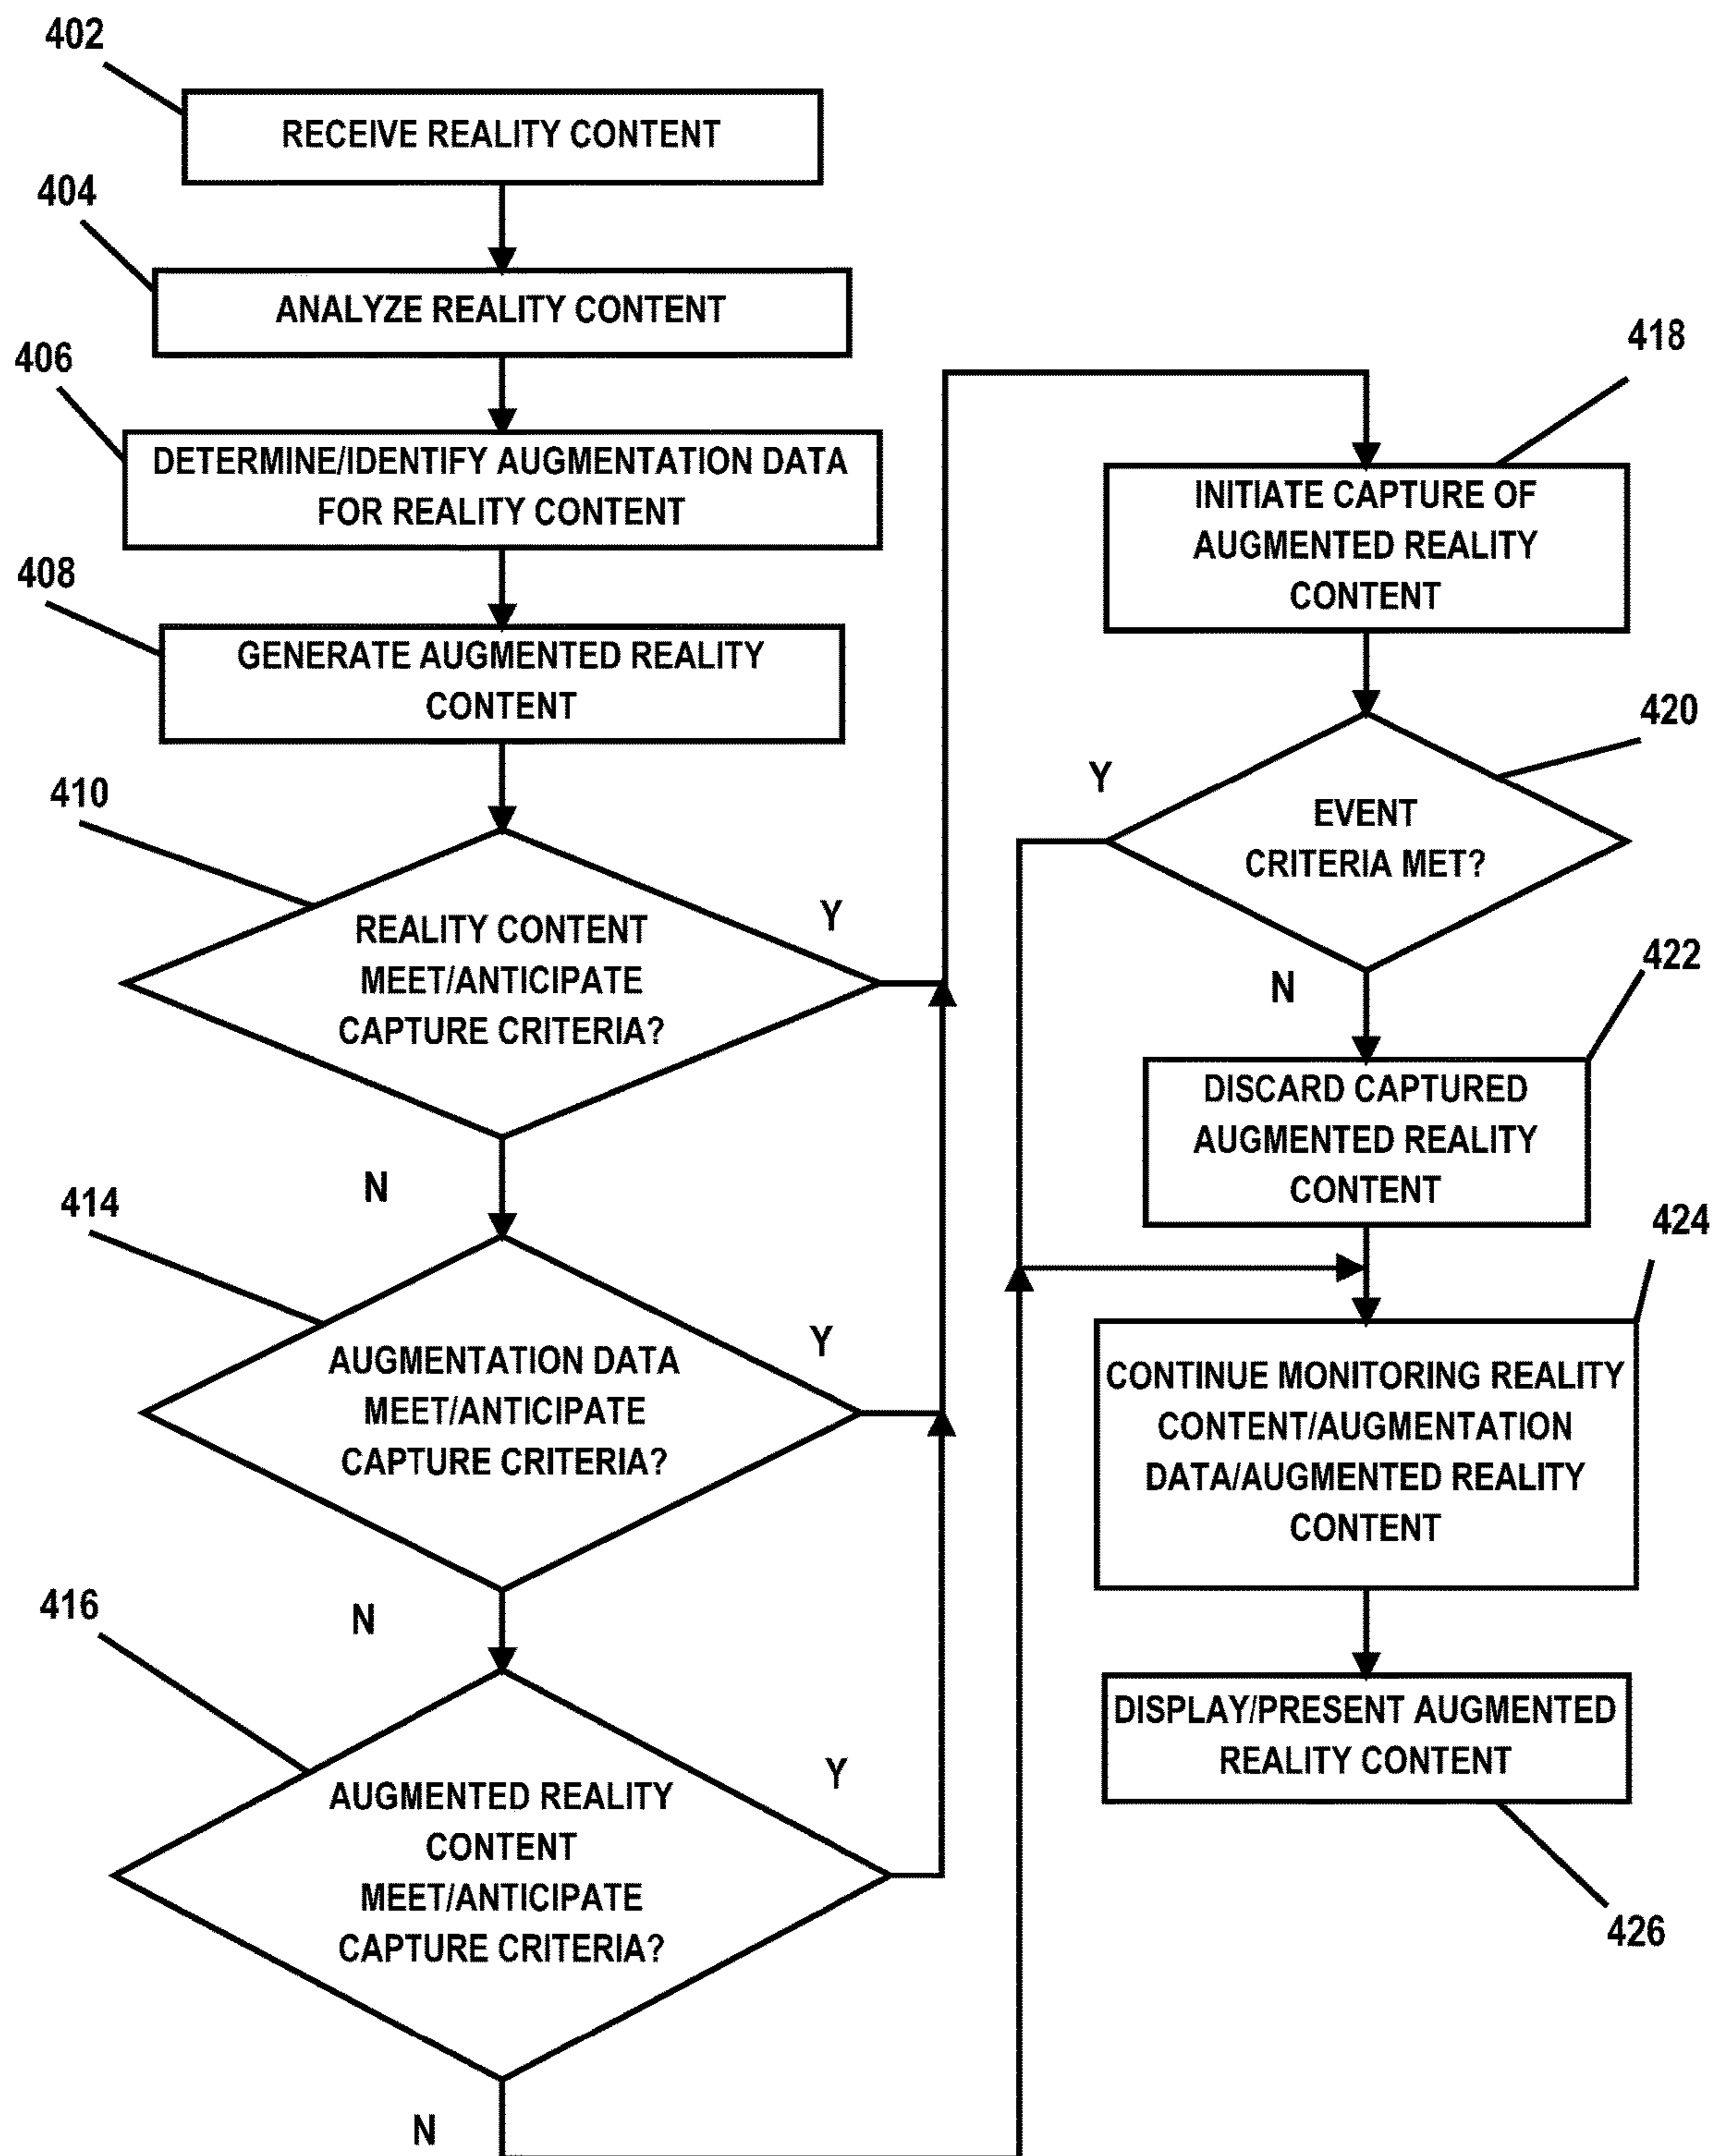 402
RECEIVE REALITY CONTENT
404
ANALYZE REALITY CONTENT
406
DETERMINE/IDENTIFY AUGMENTATION DATA
FOR REALITY CONTENT
408
GENERATE AUGMENTED REALITY
CONTENT
410
REALITY CONTENT
MEET/ANTICIPATE
CAPTURE CRITERIA?
Y
N
414
AUGMENTATION DATA
MEET/ANTICIPATE
CAPTURE CRITERIA?
Y
N
416
AUGMENTED REALITY
CONTENT
MEET/ANTICIPATE
CAPTURE CRITERIA?
Y
N
418
INITIATE CAPTURE OF
AUGMENTED REALITY
CONTENT
420
Y
EVENT
CRITERIA MET?
N
422
DISCARD CAPTURED
AUGMENTED REALITY
CONTENT
424
CONTINUE MONITORING REALITY
CONTENT/AUGMENTATION
DATA/AUGMENTED REALITY
CONTENT
DISPLAY/PRESENT AUGMENTED
REALITY CONTENT
426